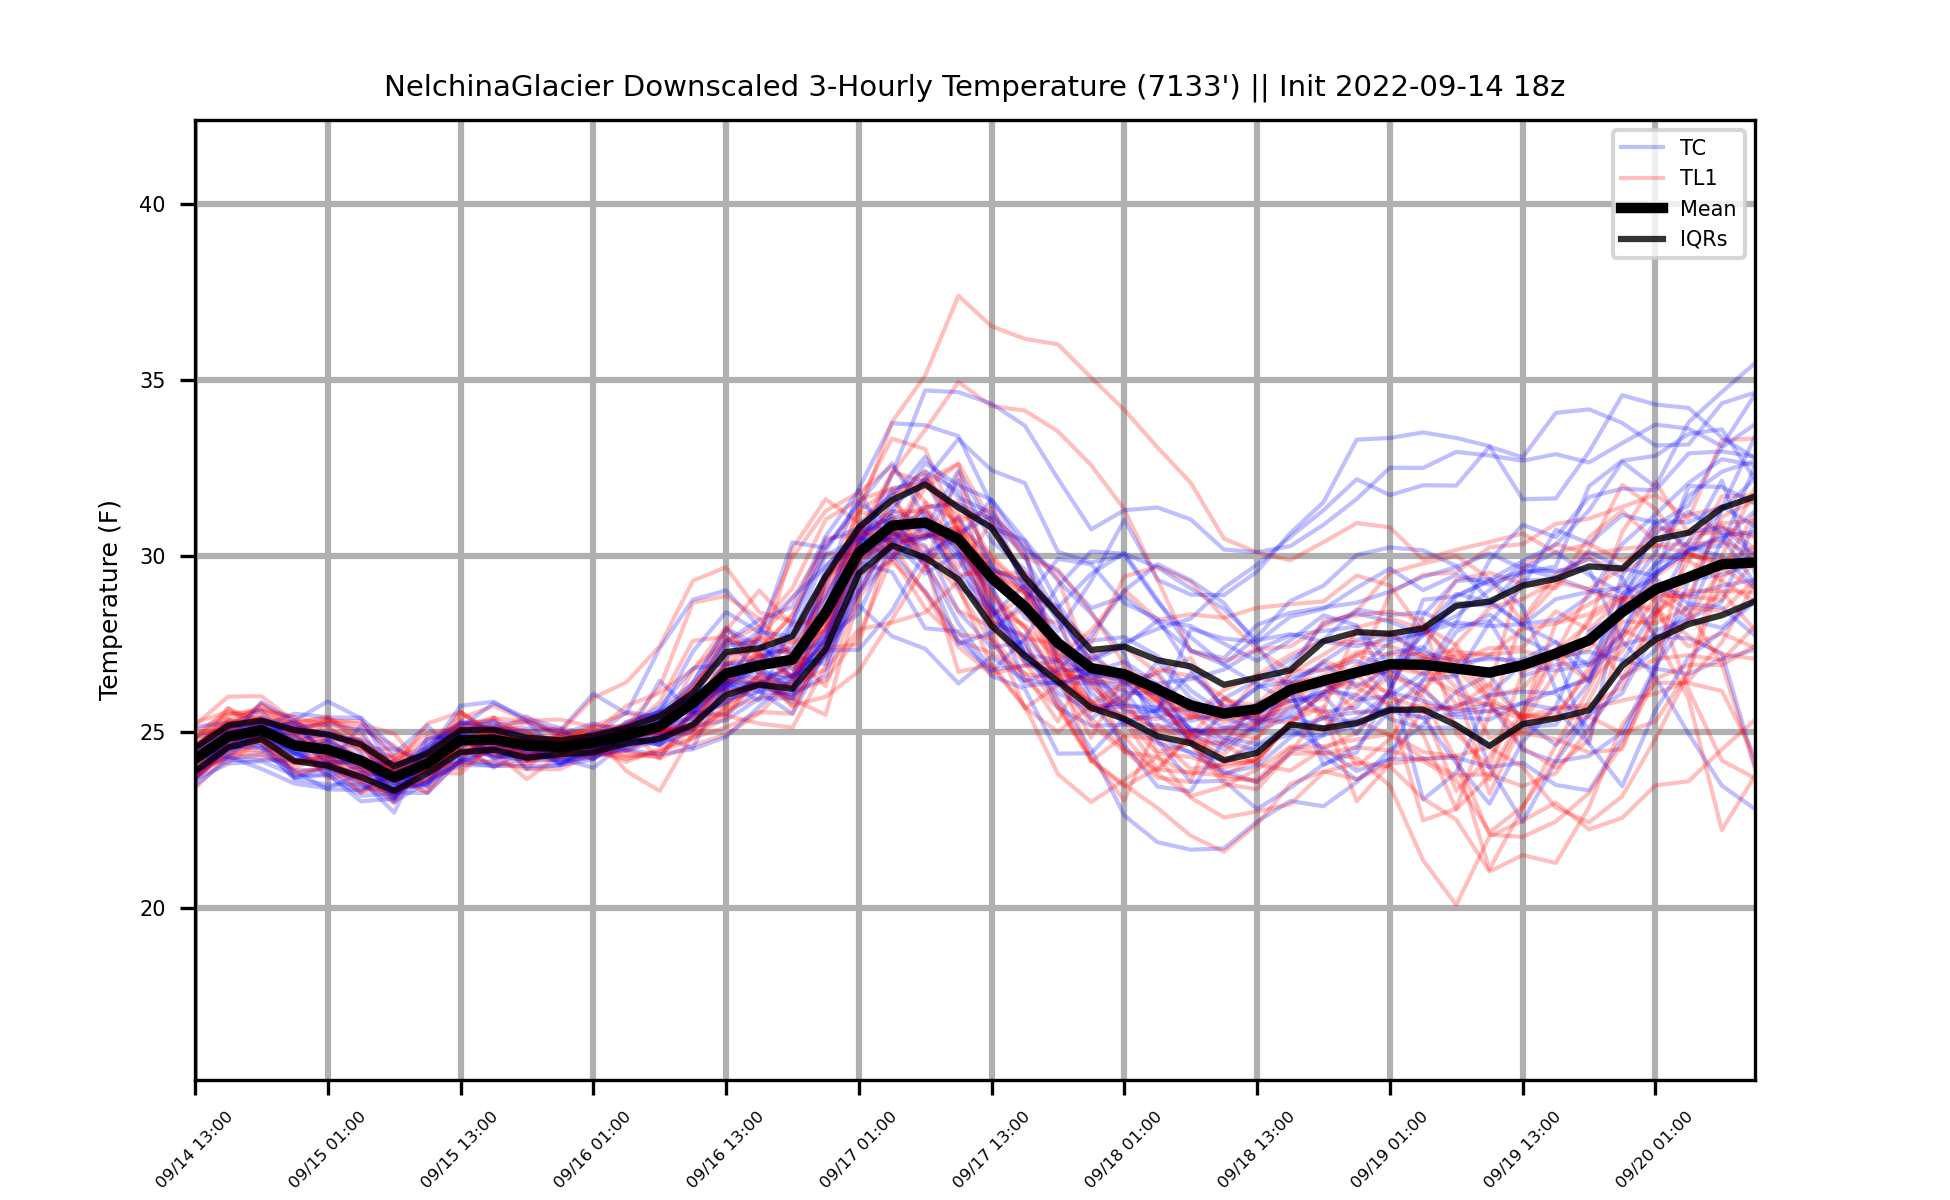 NelchinaGlacier Downscaled 3-Hourly Temperature (7133') || Init 2022-09-14 18z
TC
TL1
Mean
IQRs
Temperature (F)
40
35
30
25
20
09/14 13:00
09/15 01:00
09/15 13:00
09/16 01:00
09/16 13:00
09/17 01:00
09/17 13:00
09/18 01:00
09/18 13:00
09/19 01:00
09/19 13:00
09/20 01:00